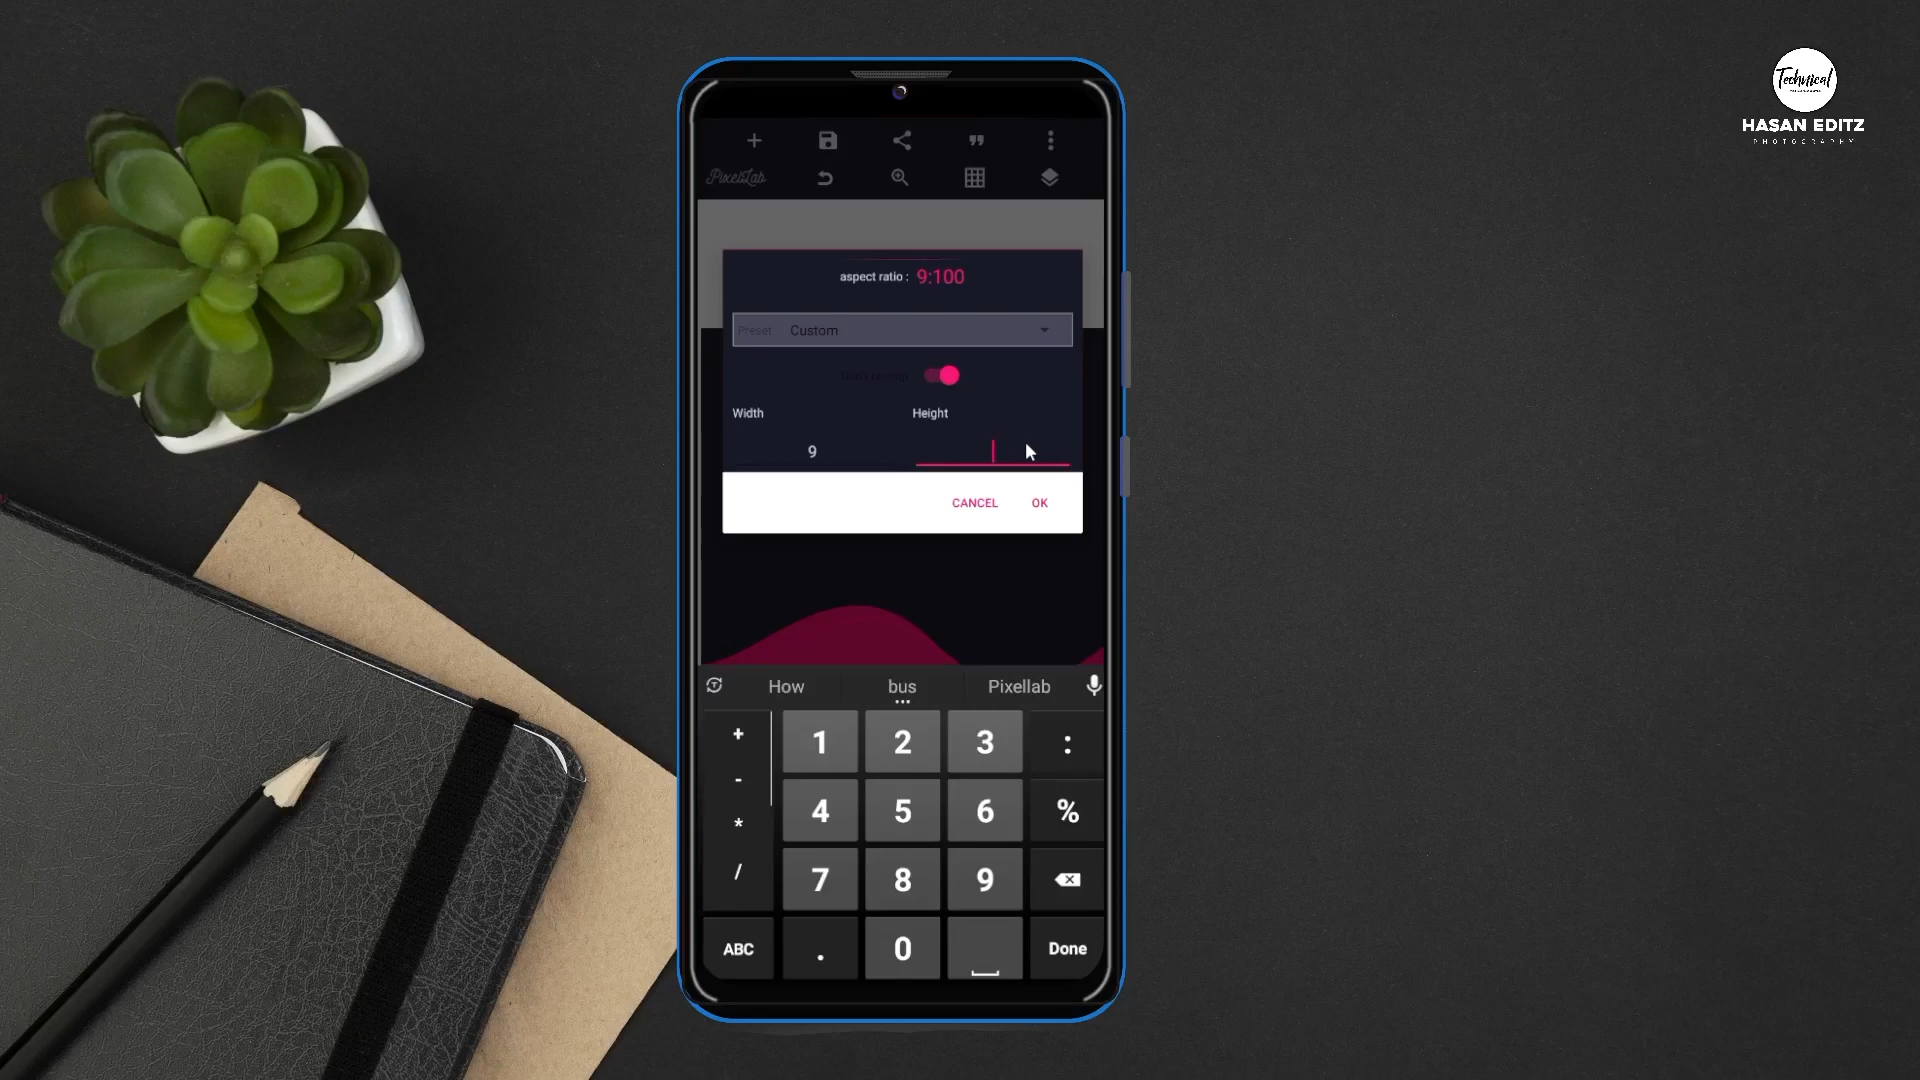 Technical
HASAN EDITZ
PHOTOGRAPHY
PixelLab
aspect ratio : 9:100
Preset Custom
Width Height
9
CANCEL OK
How bus Pixellab
+ 1 2 3 :
- 4 5 6 %
*
/ 7 8 9
ABC . 0 Done